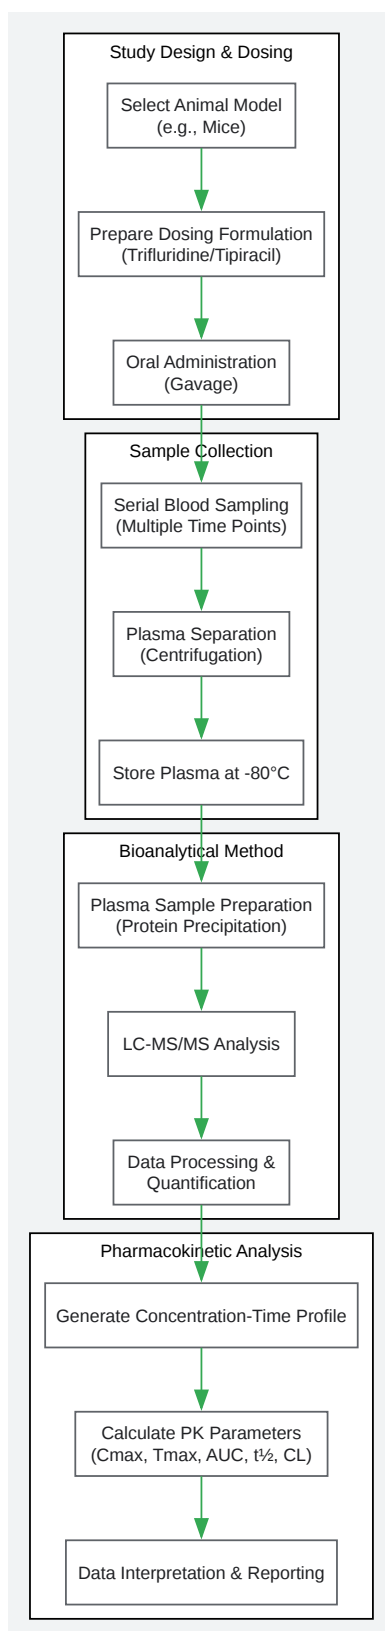 Study Design & Dosing
Select Animal Model
(e.g., Mice)
Prepare Dosing Formulation
(Trifluridine/Tipiracil)
Oral Administration
(Gavage)
Sample Collection
Serial Blood Sampling
(Multiple Time Points)
Plasma Separation
(Centrifugation)
Store Plasma at -80°C
Bioanalytical Method
Plasma Sample Preparation
(Protein Precipitation)
LC-MS/MS Analysis
Data Processing &
Quantification
Pharmacokinetic Analysis
Generate Concentration-Time Profile
Calculate PK Parameters
(Cmax, Tmax, AUC, t½, CL)
Data Interpretation & Reporting